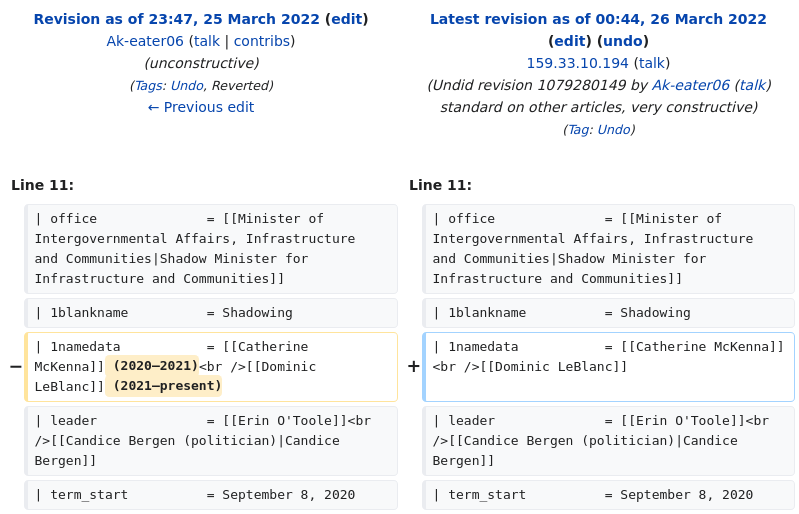 Revision as of 23:47, 25 March 2022 (edit)
Ak-eater06 (talk | contribs)
(unconstructive)
(Tags: Undo, Reverted)
← Previous edit
Latest revision as of 00:44, 26 March 2022
(edit) (undo)
159.33.10.194 (talk)
(Undid revision 1079280149 by Ak-eater06 (talk)
standard on other articles, very constructive)
(Tag: Undo)
Line 11:
| office = [[Minister of
Intergovernmental Affairs, Infrastructure
and Communities|Shadow Minister for
Infrastructure and Communities]]
| 1blankname = Shadowing
− | 1namedata = [[Catherine
McKenna]] (2020–2021)<br />[[Dominic
LeBlanc]] (2021–present)
| leader = [[Erin O'Toole]]<br
/>[[Candice Bergen (politician)|Candice
Bergen]]
| term_start = September 8, 2020
Line 11:
| office = [[Minister of
Intergovernmental Affairs, Infrastructure
and Communities|Shadow Minister for
Infrastructure and Communities]]
| 1blankname = Shadowing
+ | 1namedata = [[Catherine McKenna]]
<br />[[Dominic LeBlanc]]
| leader = [[Erin O'Toole]]<br
/>[[Candice Bergen (politician)|Candice
Bergen]]
| term_start = September 8, 2020